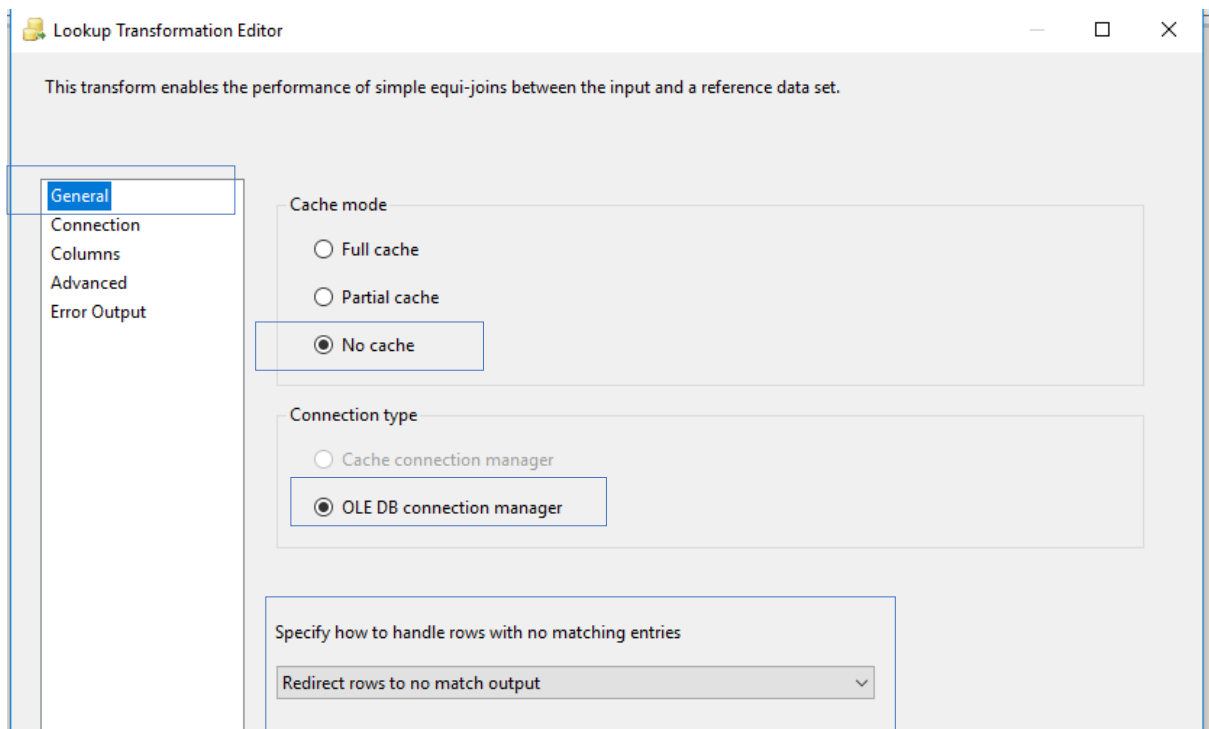 Lookup Transformation Editor
This transform enables the performance of simple equi-joins between the input and a reference data set.
General
Connection
Columns
Advanced
Error Output
Cache mode
Full cache
Partial cache
No cache
Connection type
Cache connection manager
OLE DB connection manager
Specify how to handle rows with no matching entries
Redirect rows to no match output